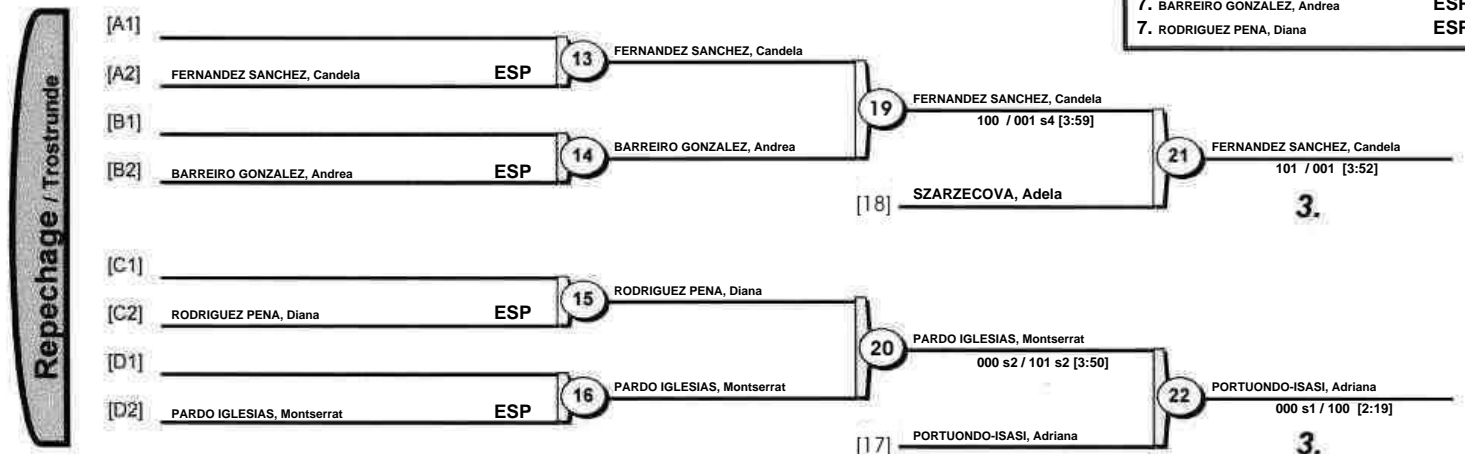 7. BARREIRO GONZALEZ, Andrea ESP
7. RODRIGUEZ PENA, Diana ESP
Repechage / Trostrunde
[A1]
[A2] FERNANDEZ SANCHEZ, Candela ESP
13 FERNANDEZ SANCHEZ, Candela
[B1]
[B2] BARREIRO GONZALEZ, Andrea ESP
14 BARREIRO GONZALEZ, Andrea
19 FERNANDEZ SANCHEZ, Candela
100 / 001 s4 [3:59]
[18] SZARZECOVA, Adela
21 FERNANDEZ SANCHEZ, Candela
101 / 001 [3:52]
3.
[C1]
[C2] RODRIGUEZ PENA, Diana ESP
15 RODRIGUEZ PENA, Diana
[D1]
[D2] PARDO IGLESIAS, Montserrat ESP
16 PARDO IGLESIAS, Montserrat
20 PARDO IGLESIAS, Montserrat
000 s2 / 101 s2 [3:50]
[17] PORTUONDO-ISASI, Adriana
22 PORTUONDO-ISASI, Adriana
000 s1 / 100 [2:19]
3.